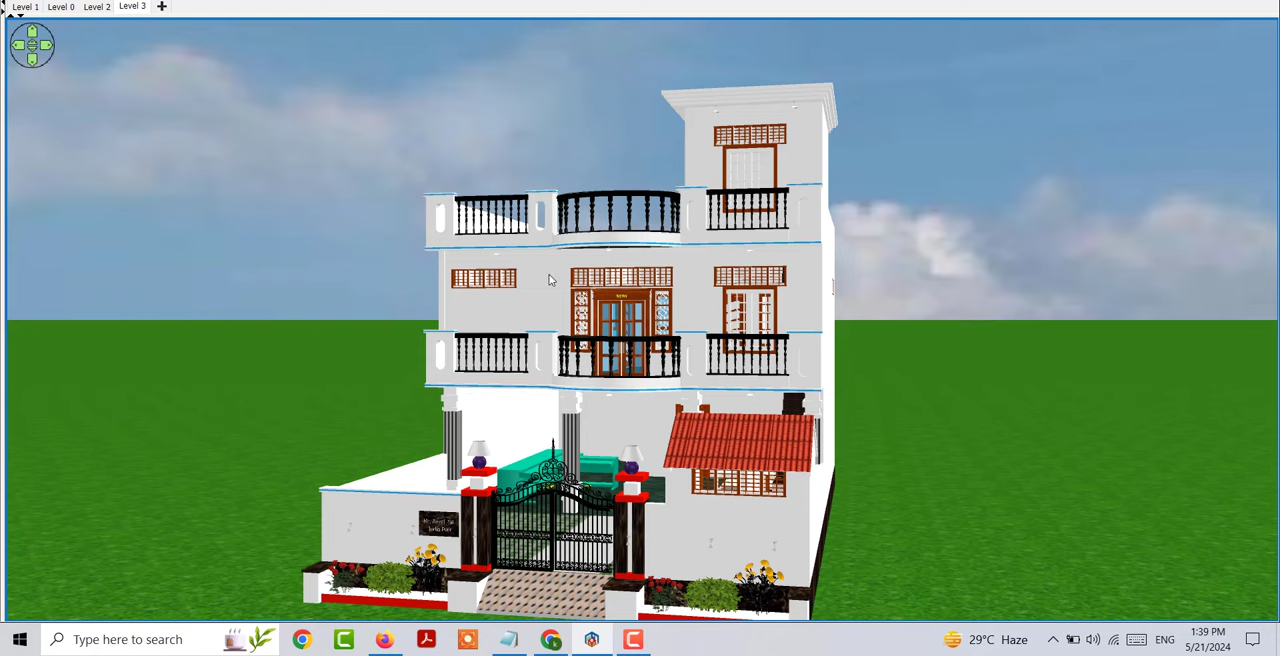 Level 1 Level 0 Level 2 Level 3
Type here to search
29°C Haze
ENG
1:39 PM
5/21/2024